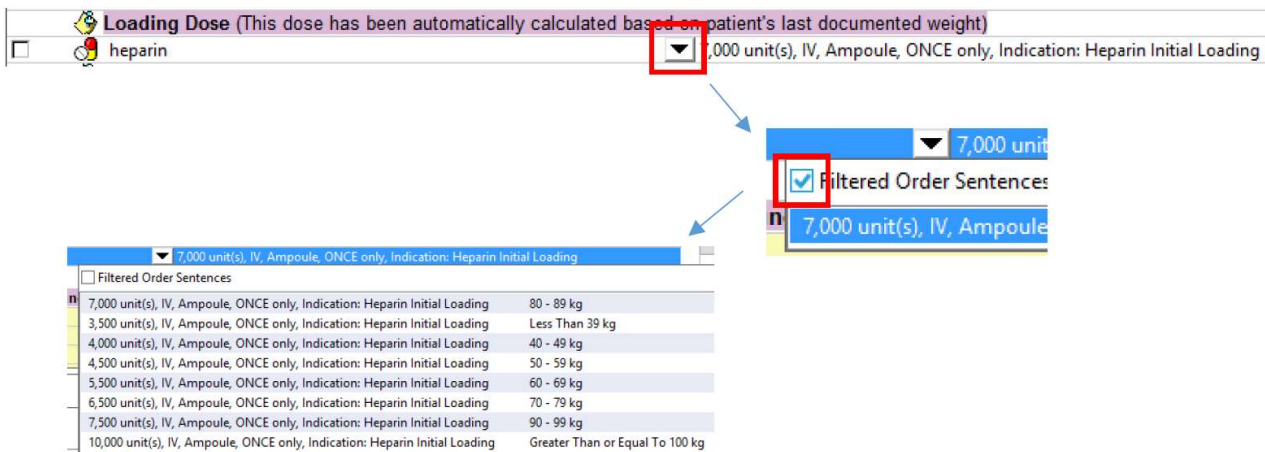 Loading Dose (This dose has been automatically calculated based on patient's last documented weight)
heparin 7,000 unit(s), IV, Ampoule, ONCE only, Indication: Heparin Initial Loading
7,000 unit
Filtered Order Sentences
7,000 unit(s), IV, Ampoule
7,000 unit(s), IV, Ampoule, ONCE only, Indication: Heparin Initial Loading
Filtered Order Sentences
7,000 unit(s), IV, Ampoule, ONCE only, Indication: Heparin Initial Loading 80 - 89 kg
3,500 unit(s), IV, Ampoule, ONCE only, Indication: Heparin Initial Loading Less Than 39 kg
4,000 unit(s), IV, Ampoule, ONCE only, Indication: Heparin Initial Loading 40 - 49 kg
4,500 unit(s), IV, Ampoule, ONCE only, Indication: Heparin Initial Loading 50 - 59 kg
5,500 unit(s), IV, Ampoule, ONCE only, Indication: Heparin Initial Loading 60 - 69 kg
6,500 unit(s), IV, Ampoule, ONCE only, Indication: Heparin Initial Loading 70 - 79 kg
7,500 unit(s), IV, Ampoule, ONCE only, Indication: Heparin Initial Loading 90 - 99 kg
10,000 unit(s), IV, Ampoule, ONCE only, Indication: Heparin Initial Loading Greater Than or Equal To 100 kg